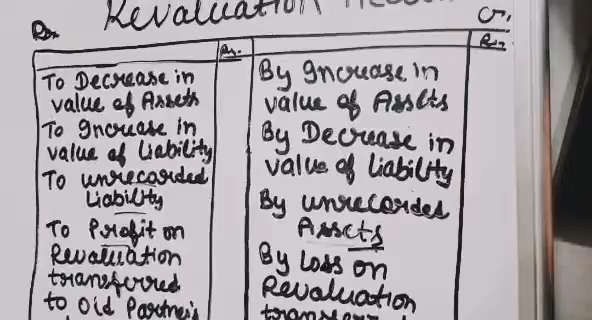 Revaluation
Dr.
Cr.
Rs.
Rs.
To Decrease in
value of Assets
To Increase in
value of Liability
To unrecorded
Liability
To Profit on
Revaluation
transferred
to Old Partner's
By Increase in
value of Assets
By Decrease in
value of Liability
By unrecorded
Assets
By Loss on
Revaluation